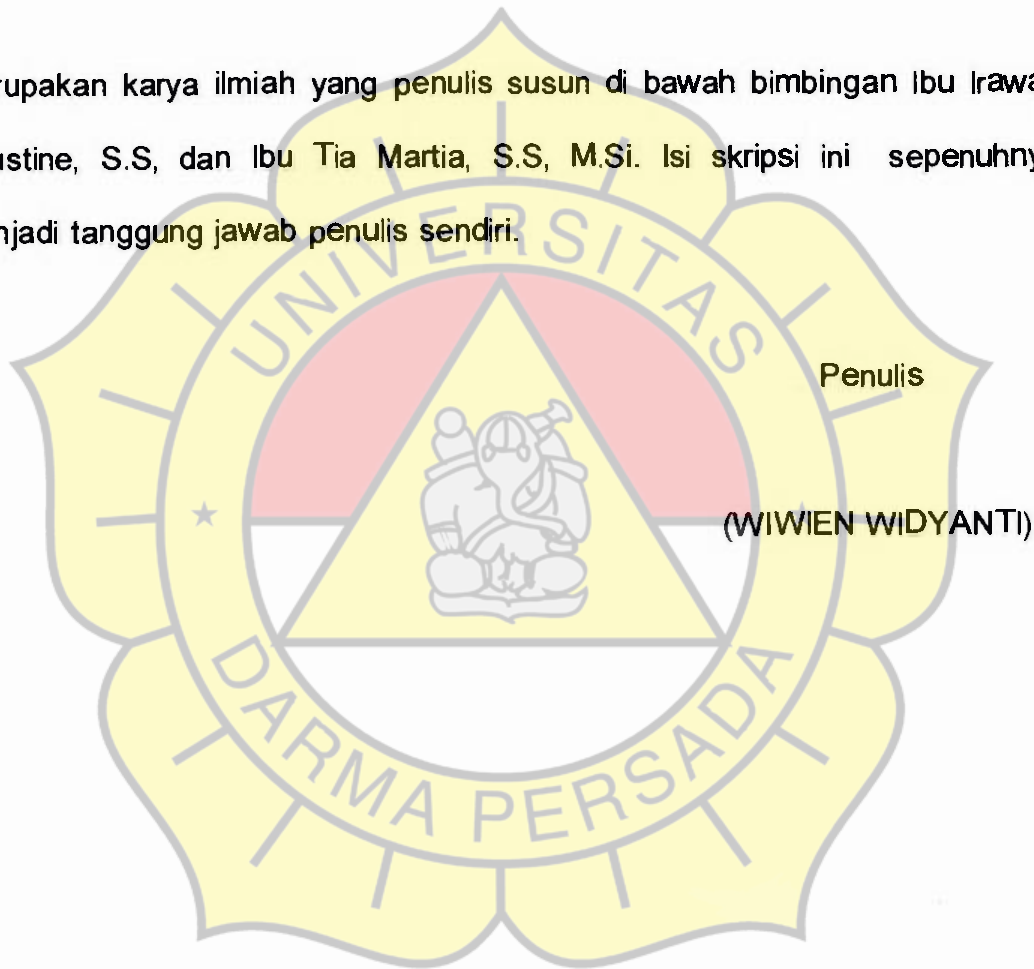 rupakan karya ilmiah yang penulis susun di bawah bimbingan Ibu Irawa
ustine, S.S, dan Ibu Tia Martia, S.S, M.Si. Isi skripsi ini sepenuhny
njadi tanggung jawab penulis sendiri.
UNIVERSITAS
Penulis
(WIWIEN WIDYANTI)
DARMA PERSADA